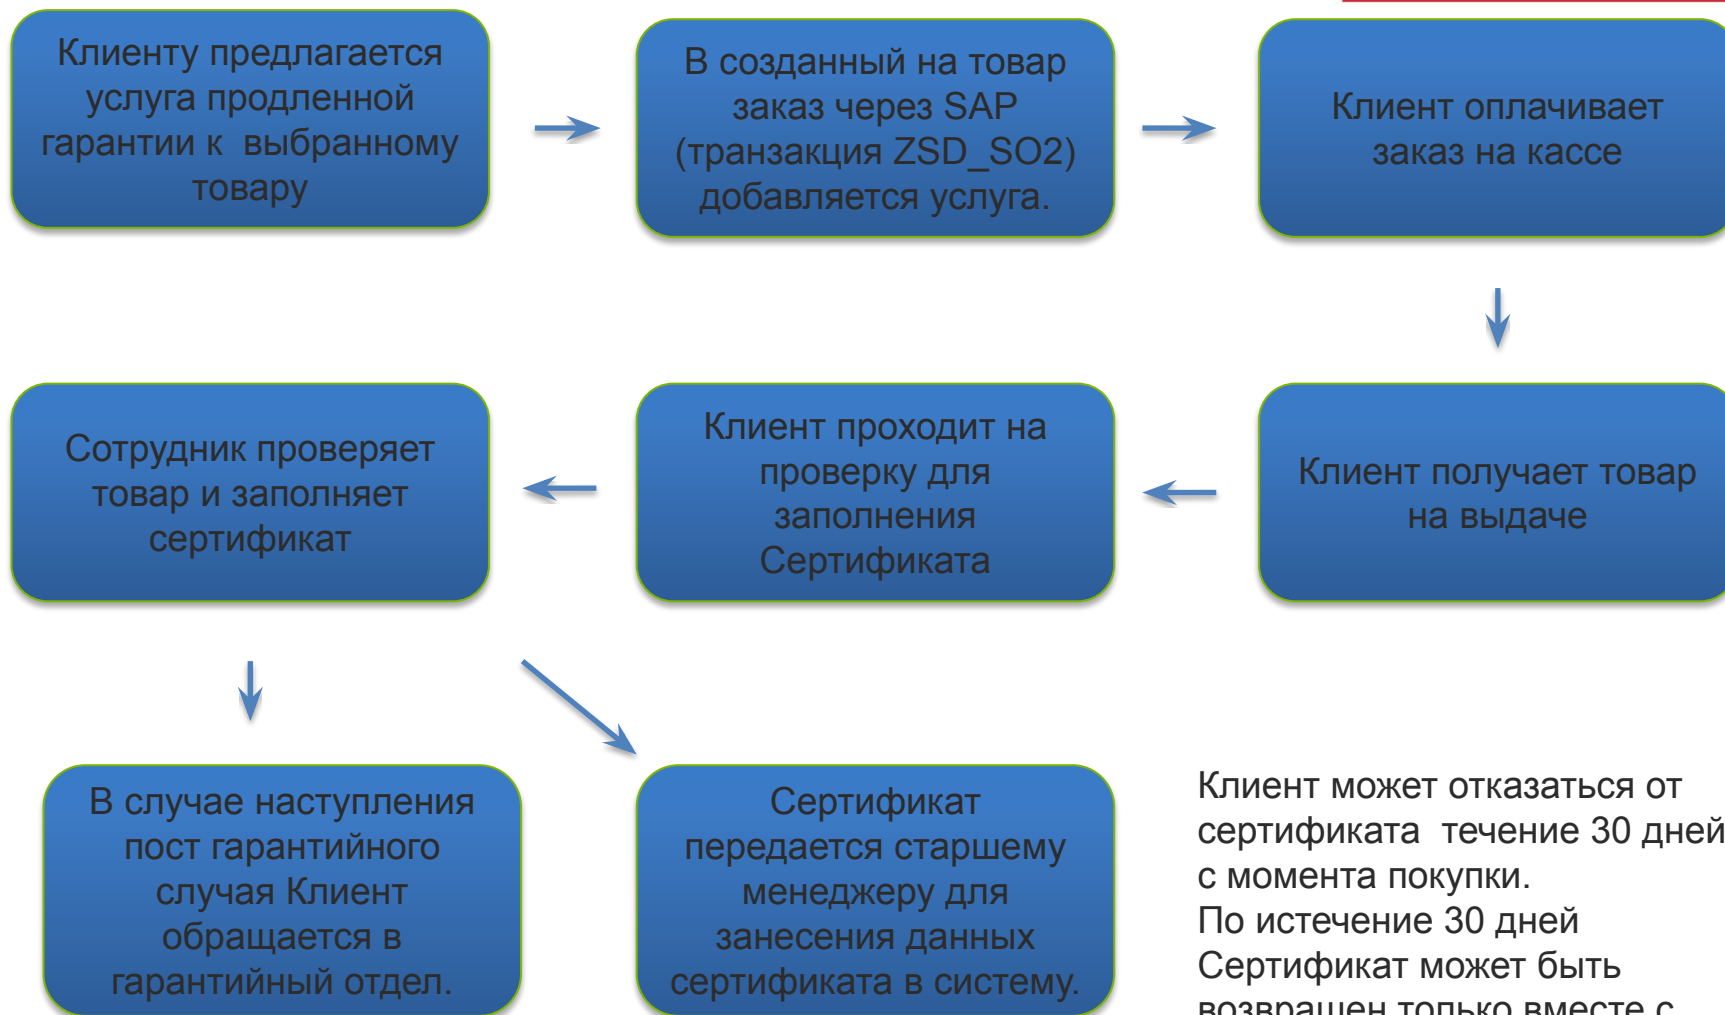 Клиенту предлагается
услуга продленной
гарантии к  выбранному
товару
В созданный на товар
заказ через SAP
(транзакция ZSD_SO2)
добавляется услуга.
Клиент оплачивает
заказ на кассе
Сотрудник проверяет
товар и заполняет
сертификат
Клиент проходит на
проверку для
заполнения
Сертификата
Клиент получает товар
на выдаче
В случае наступления
пост гарантийного
случая Клиент
обращается в
гарантийный отдел.
Сертификат
передается старшему
менеджеру для
занесения данных
сертификата в систему.
Клиент может отказаться от
сертификата  течение 30 дней
с момента покупки.
По истечение 30 дней
Сертификат может быть
возвращен только вместе с